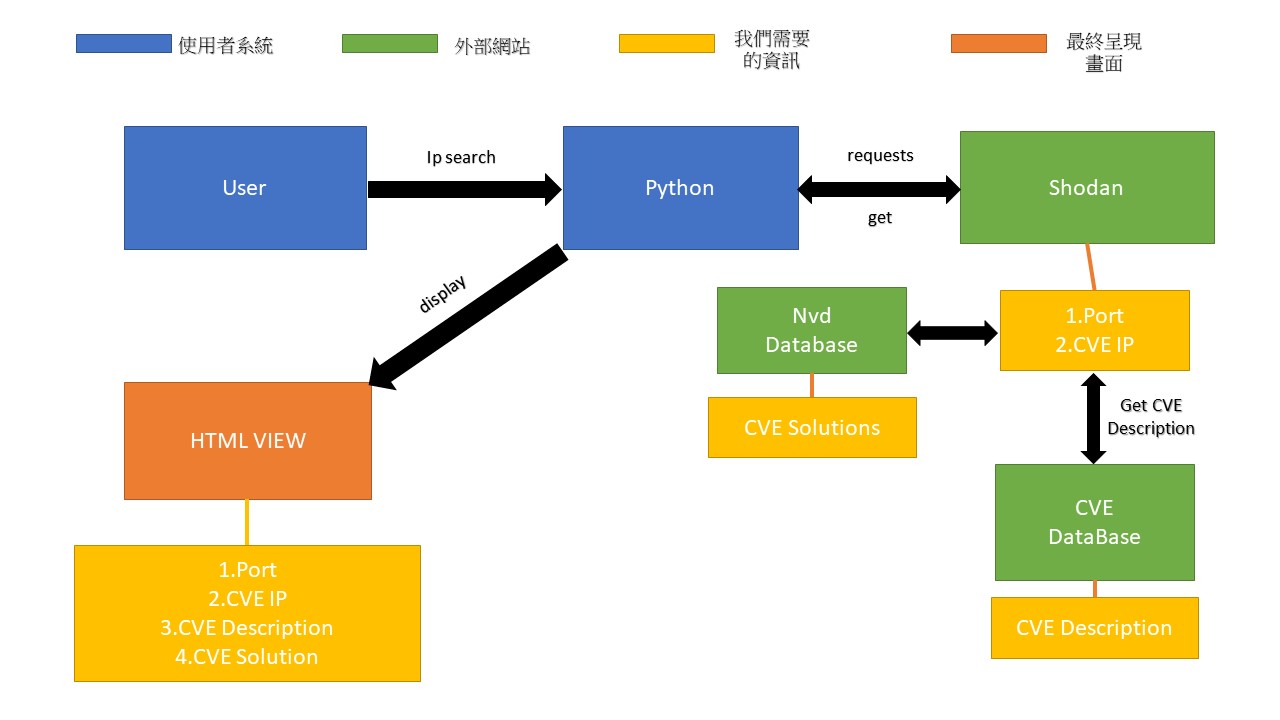 使用者系統
外部網站
我們需要
的資訊
最終呈現
畫面
User
Ip search
Python
requests
get
Shodan
display
Nvd
Database
1.Port
2.CVE IP
CVE Solutions
Get CVE
Description
HTML VIEW
CVE
DataBase
1.Port
2.CVE IP
3.CVE Description
4.CVE Solution
CVE Description